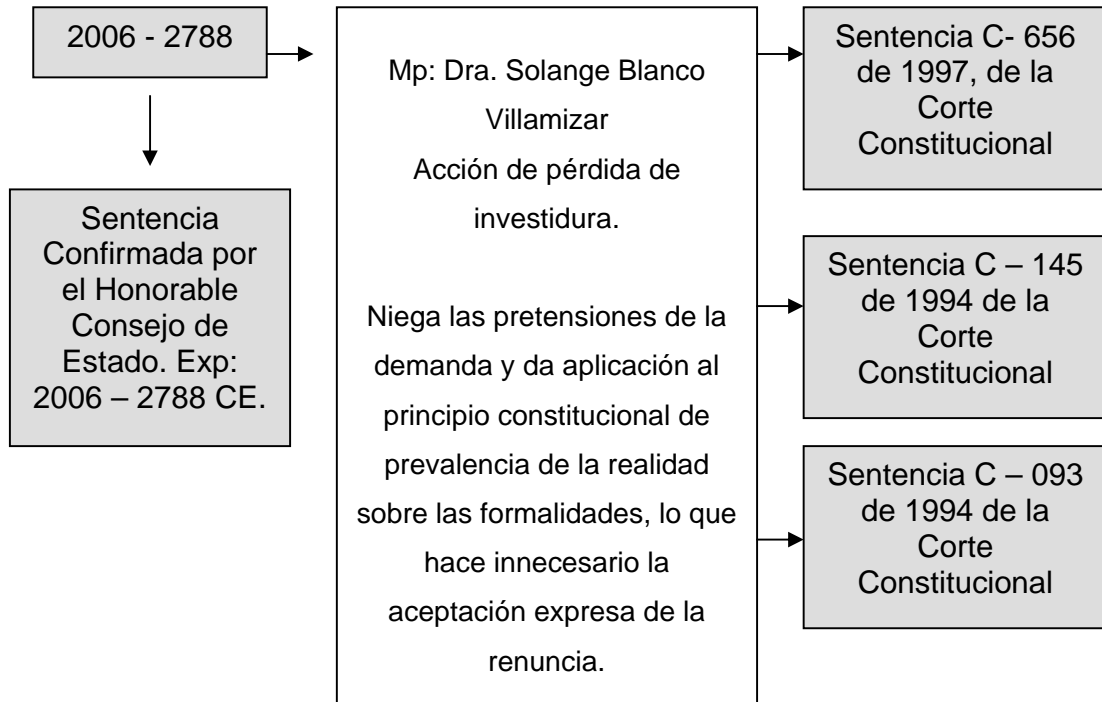 2006 - 2788
Sentencia
Confirmada por
el Honorable
Consejo de
Estado. Exp:
2006 – 2788 CE.
Mp: Dra. Solange Blanco
Villamizar
Acción de pérdida de
investidura.
Niega las pretensiones de la
demanda y da aplicación al
principio constitucional de
prevalencia de la realidad
sobre las formalidades, lo que
hace innecesario la
aceptación expresa de la
renuncia.
Sentencia C- 656
de 1997, de la
Corte
Constitucional
Sentencia C – 145
de 1994 de la
Corte
Constitucional
Sentencia C – 093
de 1994 de la
Corte
Constitucional